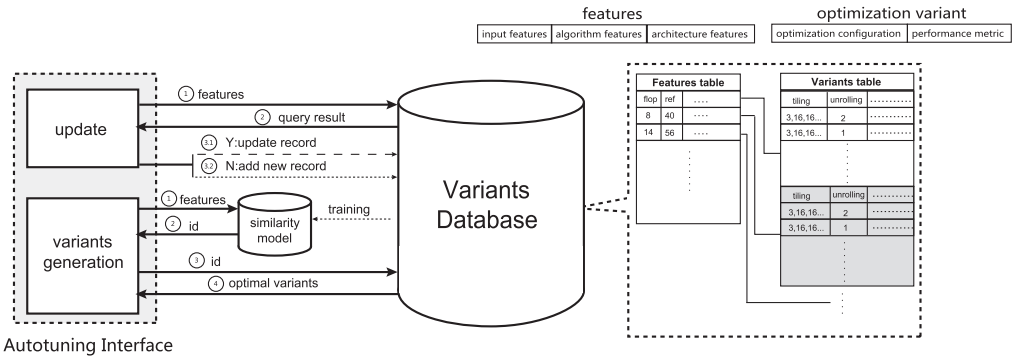 features
optimization variant
input features algorithm features architecture features
optimization configuration performance metric
update
1 features
2 query result
3.1 Y:update record
3.2 N:add new record
variants generation
1 features
2 id
similarity model
training
3 id
4 optimal variants
Autotuning Interface
Variants Database
Features table
flop ref ....
8 40 ....
14 56 ....
Variants table
tiling unrolling ...........
3,16,16... 2 ...........
3,16,16... 1 ...........
tiling unrolling ...........
3,16,16... 2 ...........
3,16,16... 1 ...........